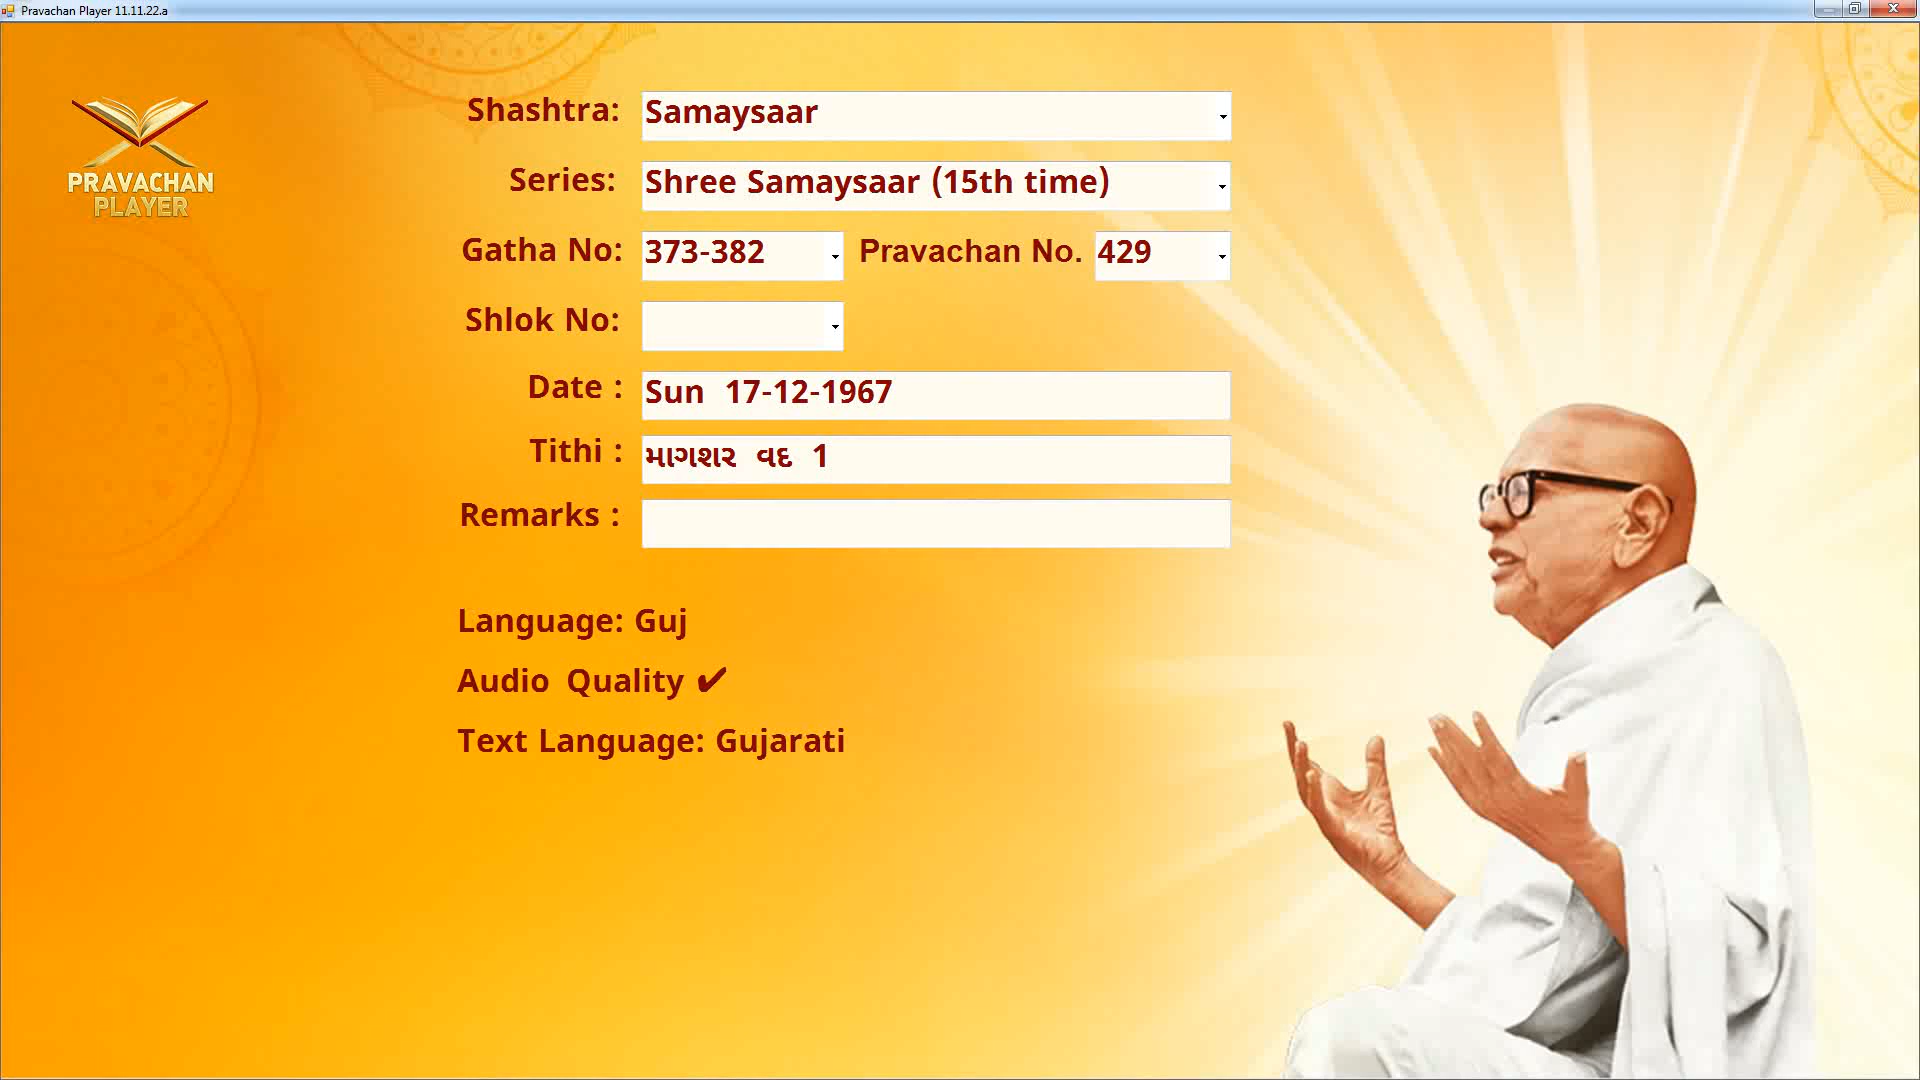 Pravachan Player 11.11.22.a
PRAVACHAN
PLAYER
Shashtra: Samaysaar
Series: Shree Samaysaar (15th time)
Gatha No: 373-382 Pravachan No. 429
Shlok No:
Date : Sun 17-12-1967
Tithi : માગશર વદ 1
Remarks :
Language: Guj
Audio Quality ✔
Text Language: Gujarati